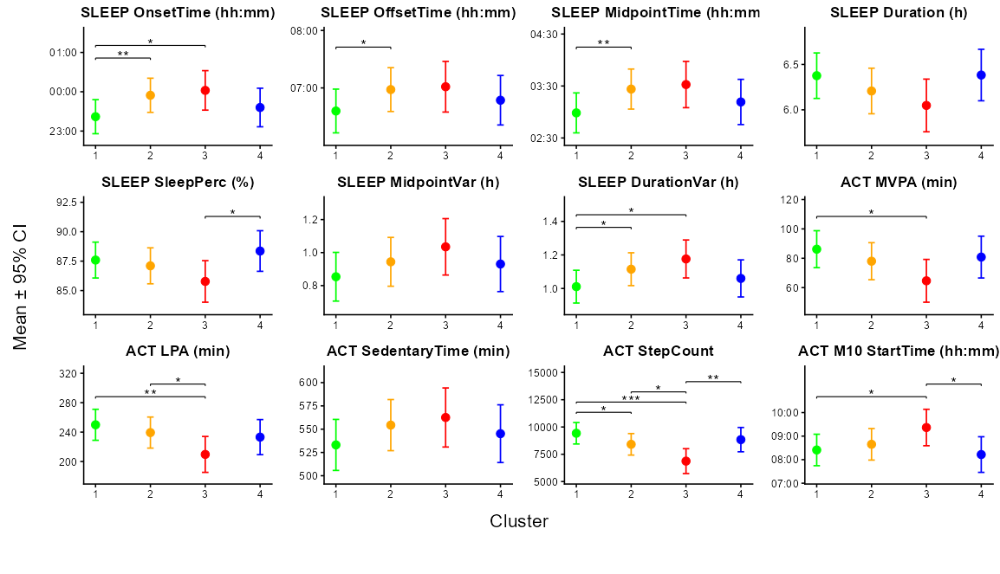 SLEEP OnsetTime (hh:mm)
01:00
00:00
23:00
*
**
1 2 3 4
SLEEP OffsetTime (hh:mm)
08:00
07:00
*
1 2 3 4
SLEEP MidpointTime (hh:mm
04:30
03:30
02:30
**
1 2 3 4
SLEEP Duration (h)
6.5
6.0
1 2 3 4
SLEEP SleepPerc (%)
92.5
90.0
87.5
85.0
*
1 2 3 4
SLEEP MidpointVar (h)
1.2
1.0
0.8
1 2 3 4
SLEEP DurationVar (h)
1.4
1.2
1.0
*
*
1 2 3 4
ACT MVPA (min)
120
100
80
60
*
1 2 3 4
ACT LPA (min)
320
280
240
200
*
**
1 2 3 4
ACT SedentaryTime (min)
600
575
550
525
500
1 2 3 4
ACT StepCount
15000
12500
10000
7500
5000
**
*
***
*
1 2 3 4
ACT M10 StartTime (hh:mm)
10:00
09:00
08:00
07:00
*
*
1 2 3 4
Mean ± 95% CI
Cluster